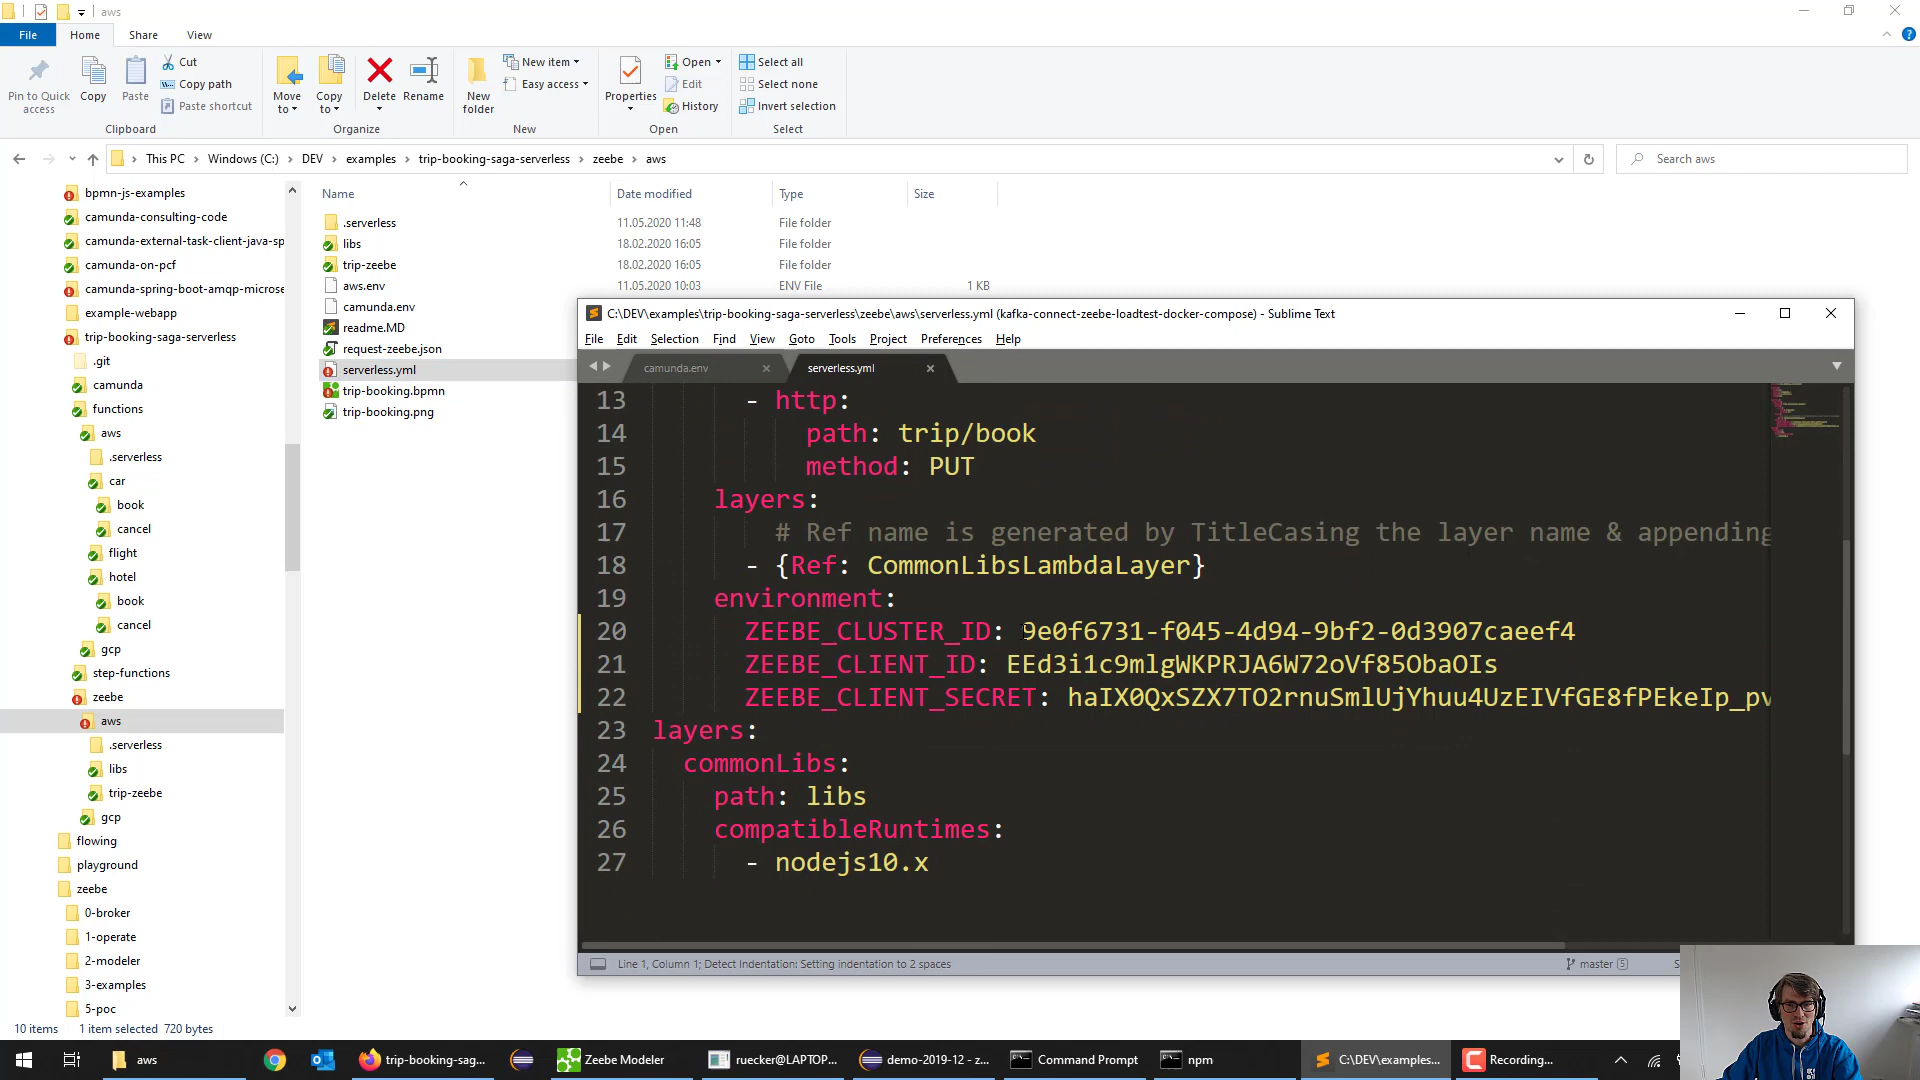 aws
File
Home
Share
View
Pin to Quick access
Copy
Paste
Cut
Copy path
Paste shortcut
Clipboard
Move to
Copy to
Delete
Rename
Organize
New folder
New item
Easy access
New
Properties
Open
Edit
History
Open
Select all
Select none
Invert selection
Select
This PC > Windows (C:) > DEV > examples > trip-booking-saga-serverless > zeebe > aws
Search aws
bpmn-js-examples
camunda-consulting-code
camunda-external-task-client-java-sp
camunda-on-pcf
camunda-spring-boot-amqp-microse
example-webapp
trip-booking-saga-serverless
.git
camunda
functions
aws
.serverless
car
book
cancel
flight
hotel
book
cancel
gcp
step-functions
zeebe
aws
.serverless
libs
trip-zeebe
gcp
flowing
playground
zeebe
0-broker
1-operate
2-modeler
3-examples
5-poc
Name Date modified Type Size
.serverless 11.05.2020 11:48 File folder
libs 18.02.2020 16:05 File folder
trip-zeebe 18.02.2020 16:05 File folder
aws.env 11.05.2020 10:03 ENV File 1 KB
camunda.env
readme.MD
request-zeebe.json
serverless.yml
trip-booking.bpmn
trip-booking.png
C:\DEV\examples\trip-booking-saga-serverless\zeebe\aws\serverless.yml (kafka-connect-zeebe-loadtest-docker-compose) - Sublime Text
File Edit Selection Find View Goto Tools Project Preferences Help
camunda.env
serverless.yml
13 - http:
14 path: trip/book
15 method: PUT
16 layers:
17 # Ref name is generated by TitleCasing the layer name & appending
18 - {Ref: CommonLibsLambdaLayer}
19 environment:
20 ZEEBE_CLUSTER_ID: 9e0f6731-f045-4d94-9bf2-0d3907caeef4
21 ZEEBE_CLIENT_ID: EEd3i1c9mlgWKPRJA6W72oVf85ObaOIs
22 ZEEBE_CLIENT_SECRET: haIX0QxSZX7TO2rnuSmlUjYhuu4UzEIVfGE8fPEkeIp_pv
23 layers:
24 commonLibs:
25 path: libs
26 compatibleRuntimes:
27 - nodejs10.x
Line 1, Column 1; Detect Indentation: Setting indentation to 2 spaces
master 5
10 items 1 item selected 720 bytes
aws
trip-booking-sag...
Zeebe Modeler
ruecker@LAPTOP...
demo-2019-12 - z...
Command Prompt
npm
C:\DEV\examples...
Recording...